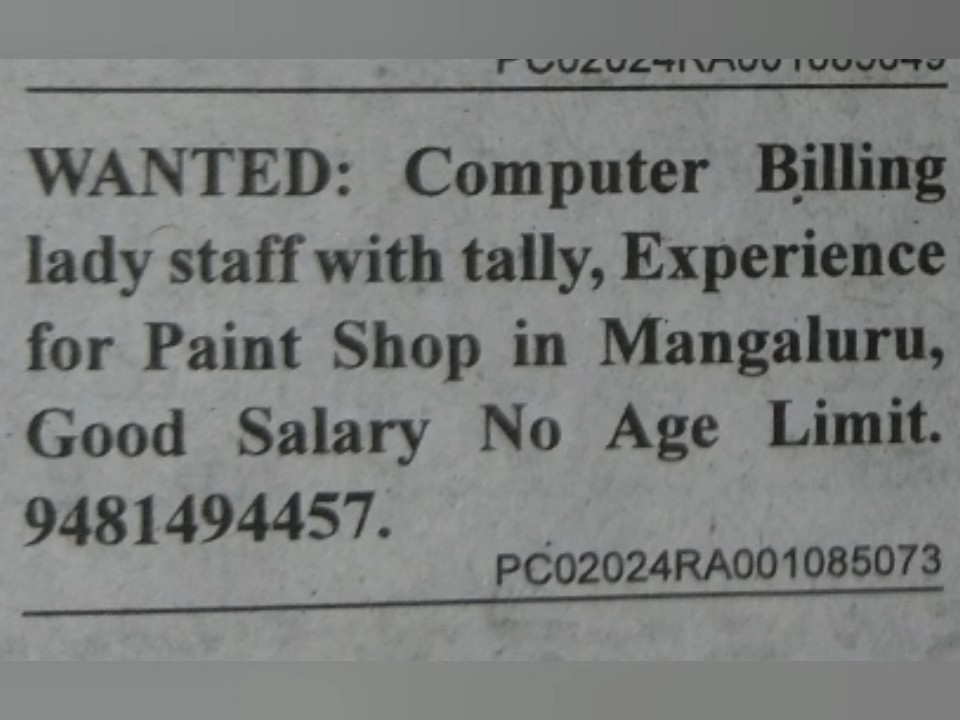 WANTED: Computer Billing
lady staff with tally, Experience
for Paint Shop in Mangaluru,
Good Salary No Age Limit.
9481494457.
PC02024RA001085073